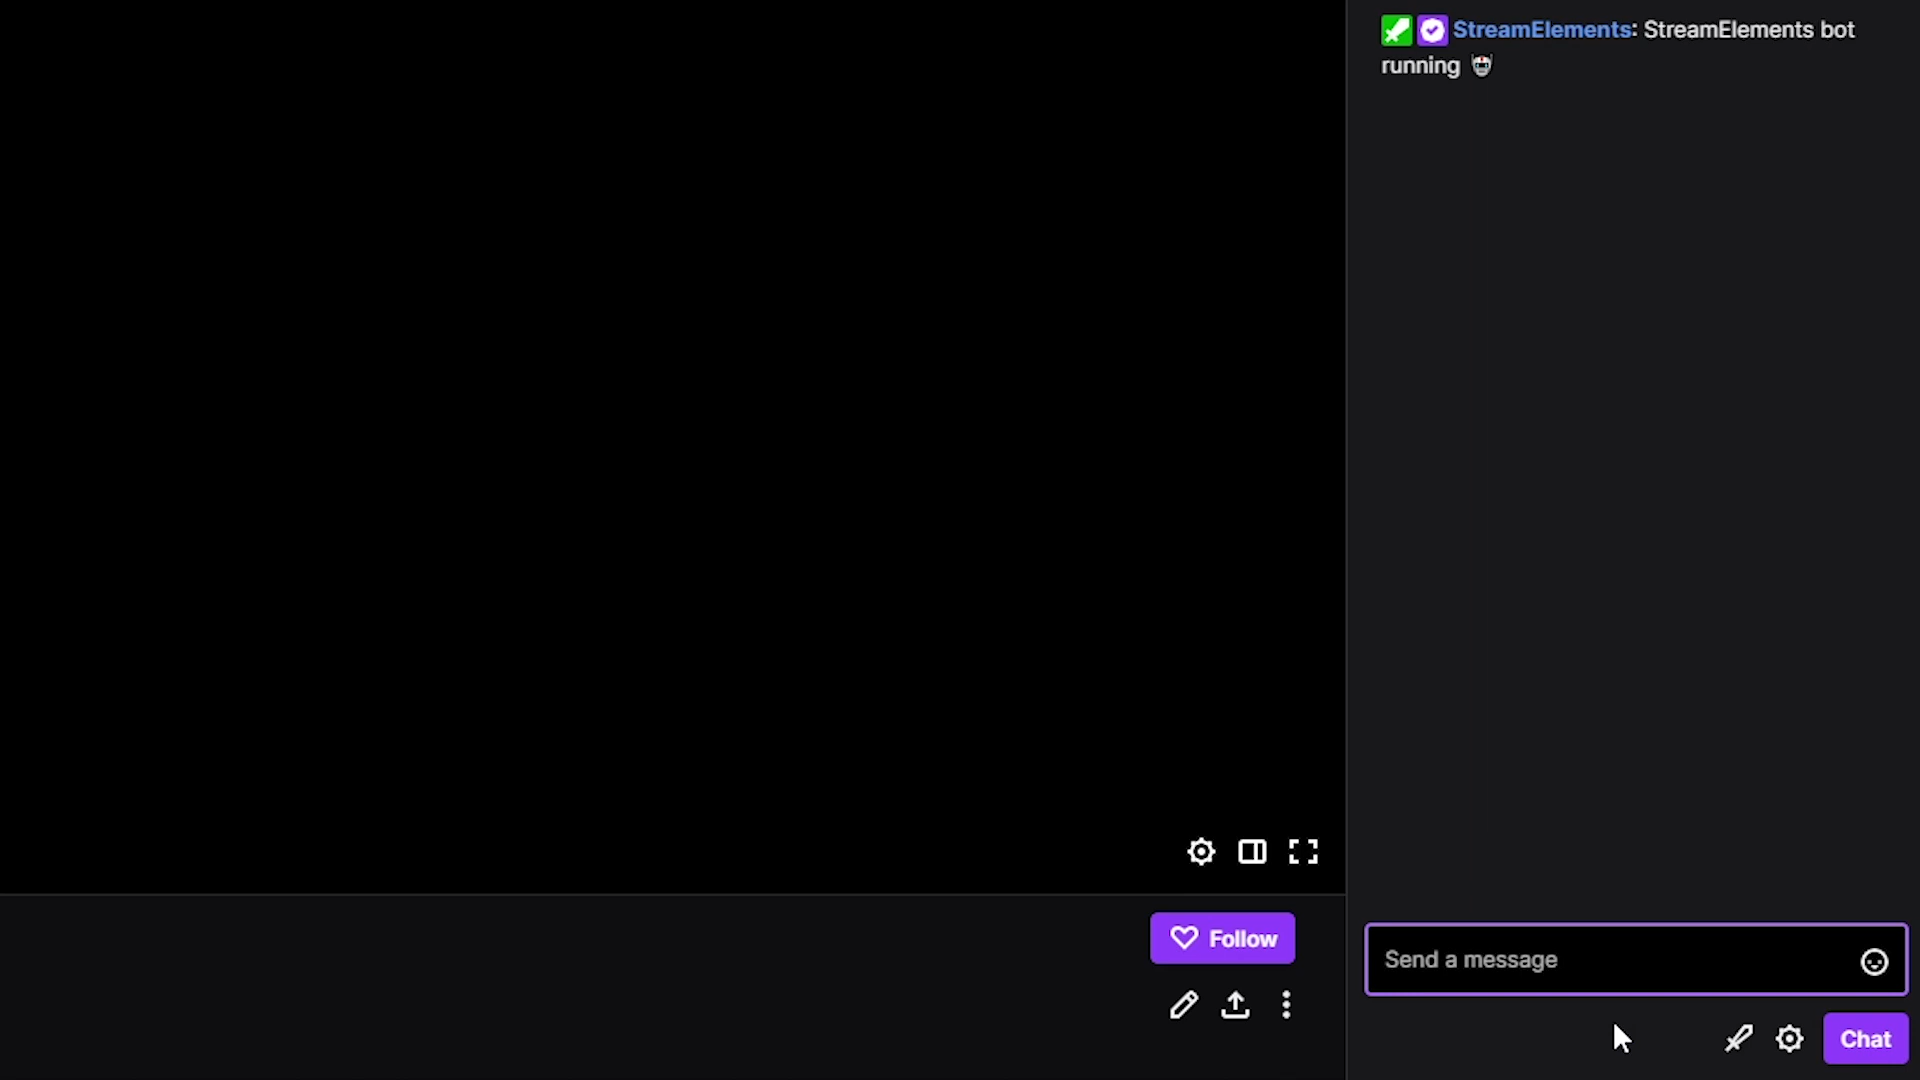 StreamElements: StreamElements bot
running
Follow
Send a message
Chat